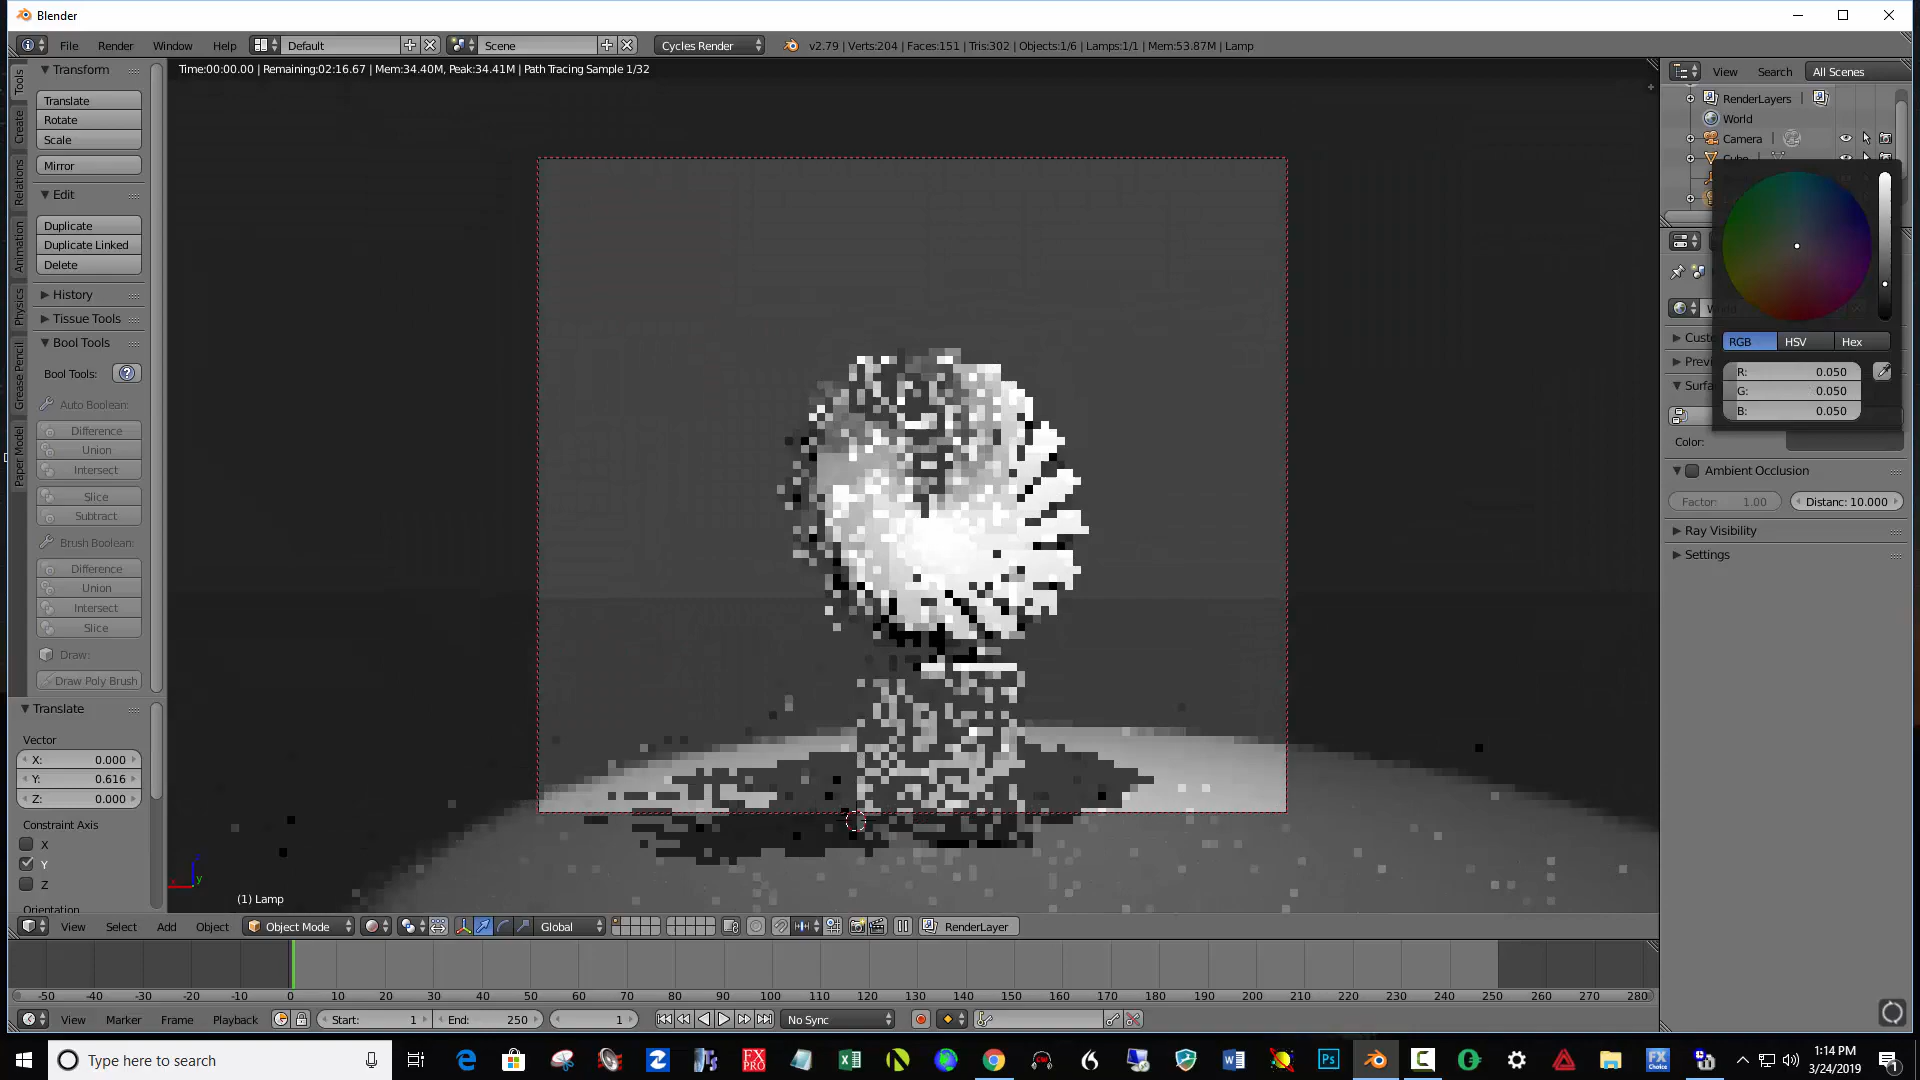 Blender
File Render Window Help Default Scene Cycles Render v2.79 | Verts:204 | Faces:151 | Tris:302 | Objects:1/6 | Lamps:1/1 | Mem:53.87M | Lamp
Time:00:00.00 | Remaining:02:16.67 | Mem:34.40M, Peak:34.41M | Path Tracing Sample 1/32
Tools
Create
Relations
Animation
Physics
Grease Pencil
Paper Model
Transform
Translate
Rotate
Scale
Mirror
Edit
Duplicate
Duplicate Linked
Delete
History
Tissue Tools
Bool Tools
Bool Tools:
Auto Boolean:
Difference
Union
Intersect
Slice
Subtract
Brush Boolean:
Difference
Union
Intersect
Slice
Draw:
Draw Poly Brush
Translate
Vector
X: 0.000
Y: 0.616
Z: 0.000
Constraint Axis
X
Y
Z
Orientation
y
(1) Lamp
View Search All Scenes
RenderLayers |
World
Camera |
Cube
RGB HSV Hex
R: 0.050
G: 0.050
B: 0.050
Color:
Ambient Occlusion
Factor: 1.00 Distanc: 10.000
Ray Visibility
Settings
View Select Add Object Object Mode Global RenderLayer
-50 -40 -30 -20 -10 0 10 20 30 40 50 60 70 80 90 100 110 120 130 140 150 160 170 180 190 200 210 220 230 240 250 260 270 280
View Marker Frame Playback Start: 1 End: 250 1 No Sync
Type here to search
FX PRO
W
Ps
C
FX Choice
1:14 PM
3/24/2019
1